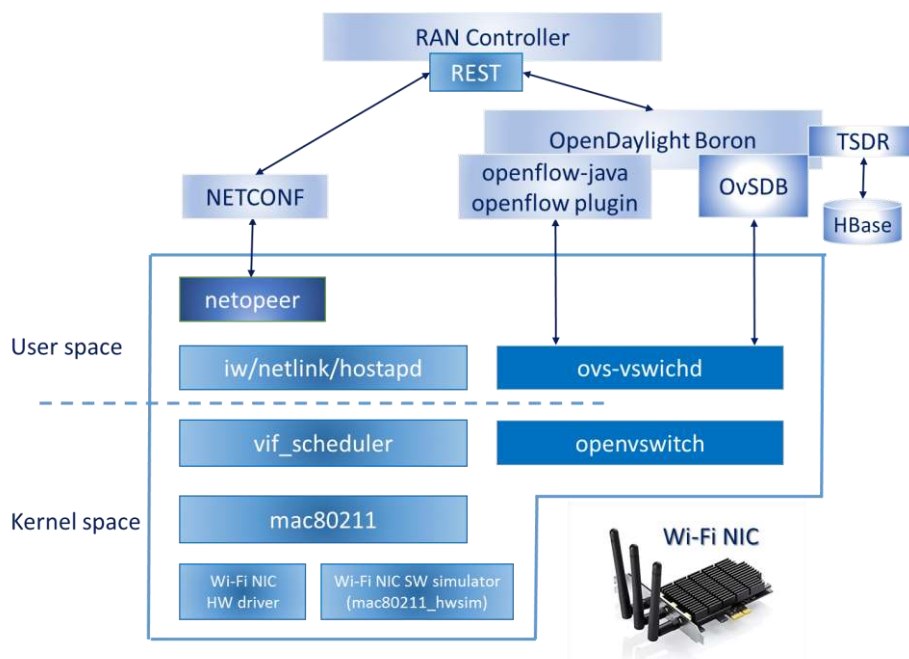 RAN Controller
REST
OpenDaylight Boron
TSDR
openflow-java
openflow plugin
OvSDB
NETCONF
HBase
netopeer
User space
iw/netlink/hostapd
ovs-vswichd
vif_scheduler
openvswitch
Kernel space
mac80211
Wi-Fi NIC
Wi-Fi NIC
HW driver
Wi-Fi NIC SW simulator
(mac80211_hwsim)